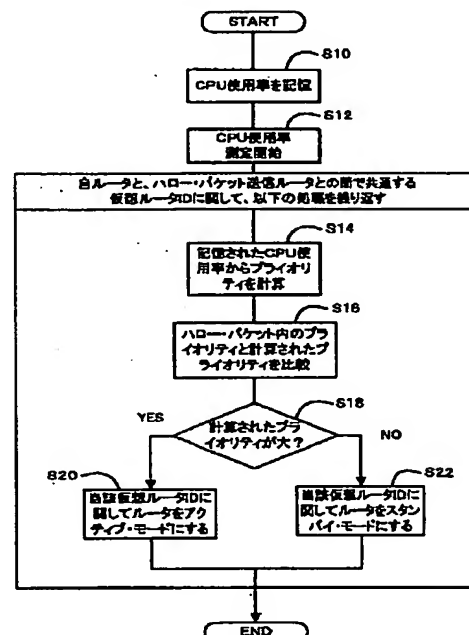 START
S10
CPU使用率を記憶
S12
CPU使用率
測定開始
自ルータと、ハロー・パケット送信ルータとの間で共通する
仮想ルータIDに関して、以下の処理を繰り返す
S14
記憶されたCPU使
用率からプライオリ
ティを計算
S16
ハロー・パケット内のプラ
イオリティと計算されたプ
ライオリティを比較
S18
計算されたプラ
イオリティが大？
YES
NO
S20
当該仮想ルータIDに
関してルータをアク
ティブ・モードにする
S22
当該仮想ルータIDに
関してルータをスタン
バイ・モードにする
END